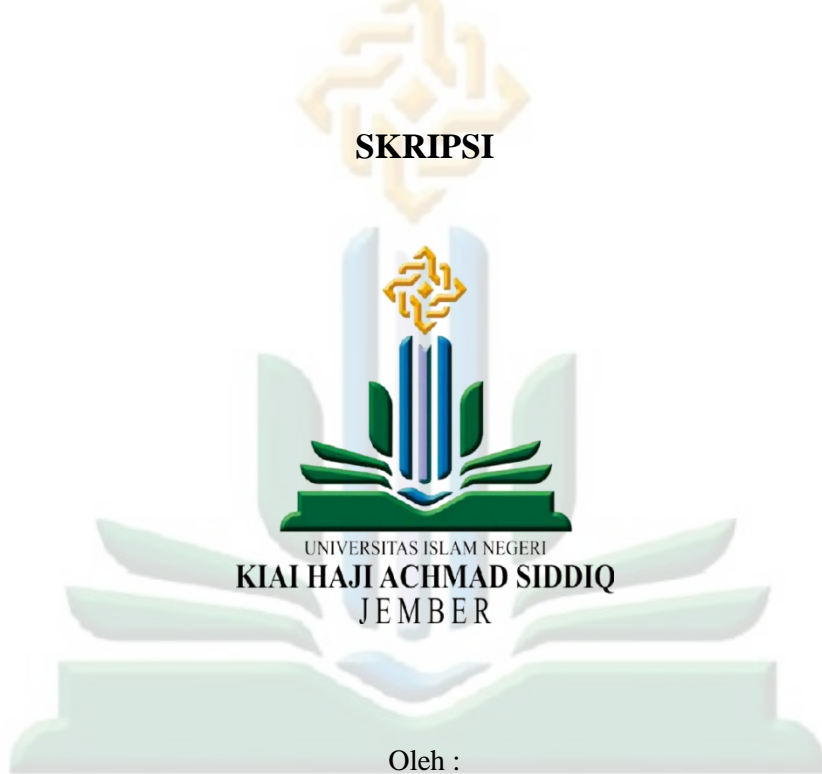 SKRIPSI
UNIVERSITAS ISLAM NEGERI
KIAI HAJI ACHMAD SIDDIQ
JEMBER
Oleh :